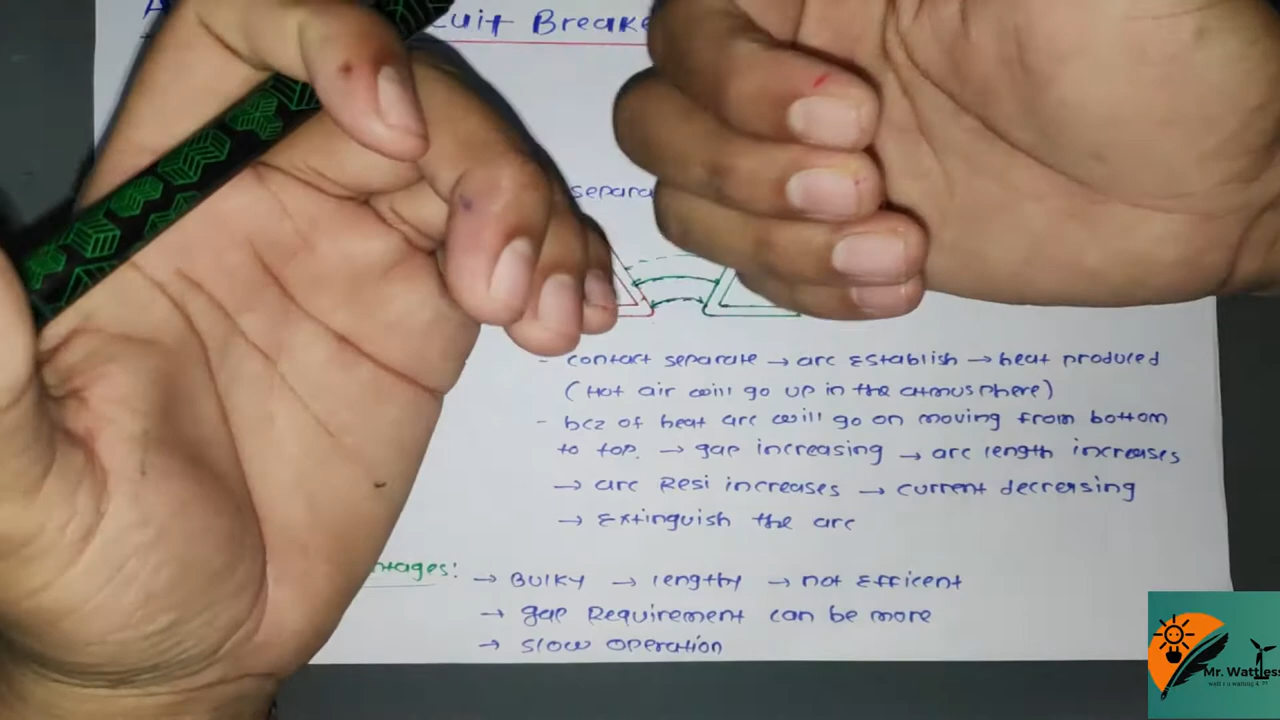 cuit Breake
separa
- contact separate → arc Establish → heat produced
(Hot air will go up in the atmosphere)
- bcz of heat arc will go on moving from bottom
to top. → gap increasing → arc length increases
→ arc Resi increases → current decresing
→ Extinguish the arc
ntages: → Bulky → lengthy → not Efficent
→ gap Requirement can be more
→ slow operation
Mr. Wattless